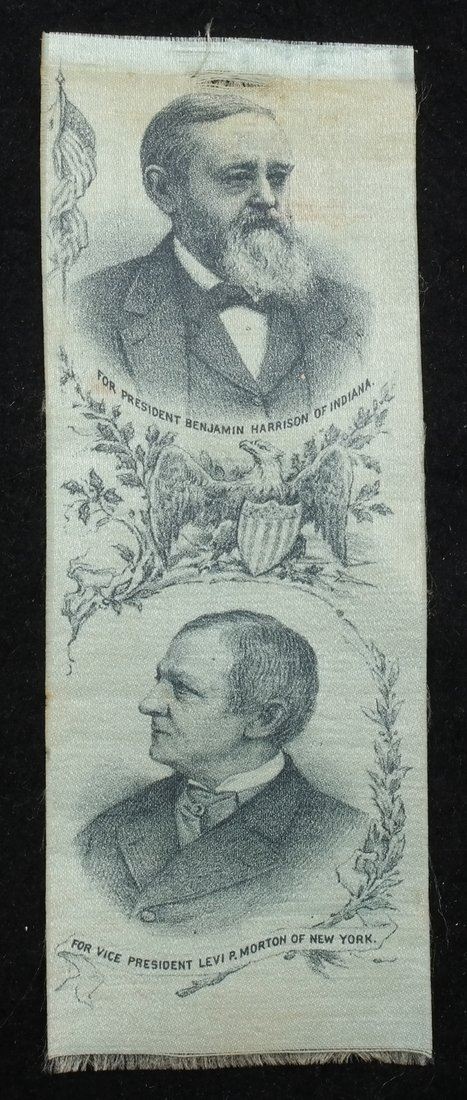 FOR PRESIDENT BENJAMIN HARRISON OF INDIANA.
FOR VICE PRESIDENT LEVI P. MORTON OF NEW YORK.